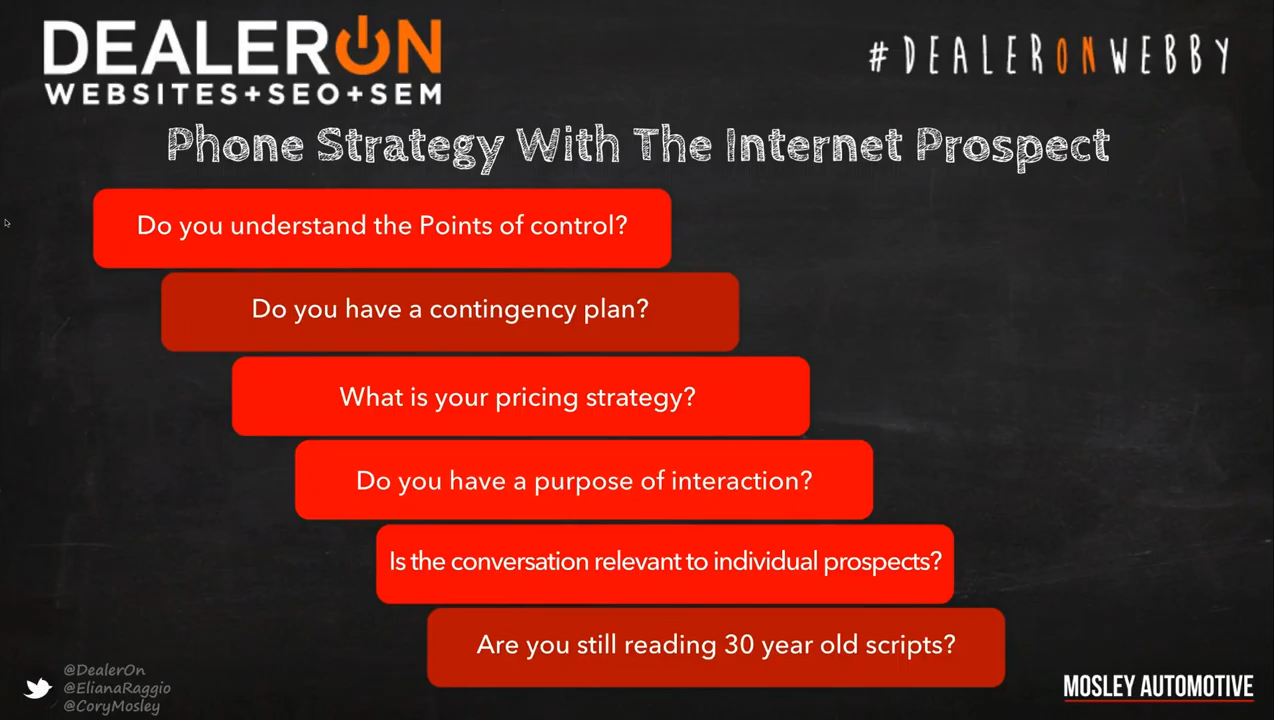 DEALERON
WEBSITES+SEO+SEM
#DEALERONWEBBY
Phone Strategy With The Internet Prospect
Do you understand the Points of control?
Do you have a contingency plan?
What is your pricing strategy?
Do you have a purpose of interaction?
Is the conversation relevant to individual prospects?
Are you still reading 30 year old scripts?
@DealerOn
@ElianaRaggio
@CoryMosley
MOSLEY AUTOMOTIVE